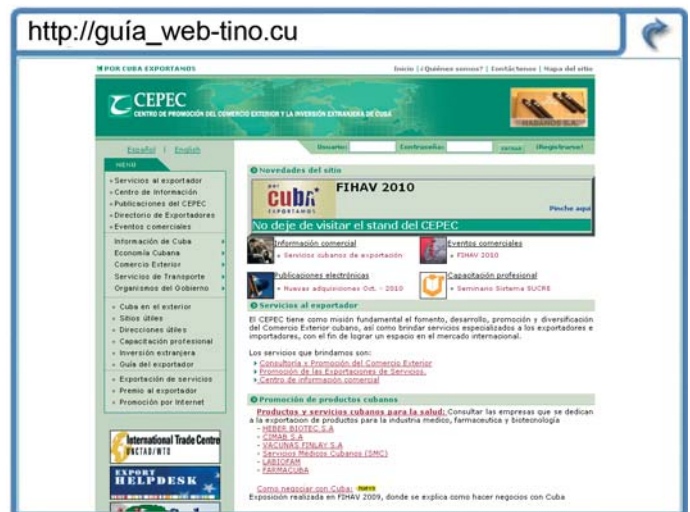 http://guía_web-tino.cu
POR CUBA EXPORTANDO
Inicio | ¿Quiénes somos? | Contáctenos | Mapa del sitio
CEPEC
CENTRO DE PROMOCIÓN DEL COMERCIO EXTERIOR Y LA INVERSIÓN EXTRANJERA DE CUBA
HABANOS S.A.
Español | English
Usuario:
Contraseña:
ENTRAR
¡Registrarse!
MENU
Servicios al exportador
Centro de Información
Publicaciones del CEPEC
Directorio de Exportadores
Eventos comerciales
Información de Cuba
Economía Cubana
Comercio Exterior
Servicios de Transporte
Organismos del Gobierno
Cuba en el exterior
Sitios útiles
Direcciones útiles
Capacitación profesional
Inversión extranjera
Guía del exportador
Exportación de servicios
Premio al exportador
Promoción por Internet
International Trade Centre
UNCTAD/WTO
EXPORT
HELPDESK
Novedades del sitio
por
cuba
EXPORTANDO
FIHAV 2010
Pinche aquí
No deje de visitar el stand del CEPEC
Información comercial
Servicios cubanos de exportación
Eventos comerciales
FIHAV 2010
Publicaciones electrónicas
Nuevas adquisiciones Oct. - 2010
Capacitación profesional
Seminario Sistema SUCRE
Servicios al exportador
El CEPEC tiene como misión fundamental el fomento, desarrollo, promoción y diversificación
del Comercio Exterior cubano, así como brindar servicios especializados a los exportadores e
importadores, con el fin de lograr un espacio en el mercado internacional.
Los servicios que brindamos son:
Consultoría y Promoción del Comercio Exterior
Promoción de las Exportaciones de Servicios.
Centro de información comercial
Promoción de productos cubanos
Productos y servicios cubanos para la salud: Consultar las empresas que se dedican
a la exportacion de productos para la industria medico, farmaceutica y biotecnología
- HEBER BIOTEC S.A
- CIMAB S.A
- VACUNAS FINLAY S.A
- Servicios Médicos Cubanos (SMC)
- LABIOFAM
- FARMACUBA
Como negociar con Cuba:
Exposición realizada en FIHAV 2009, donde se explica como hacer negocios con Cuba